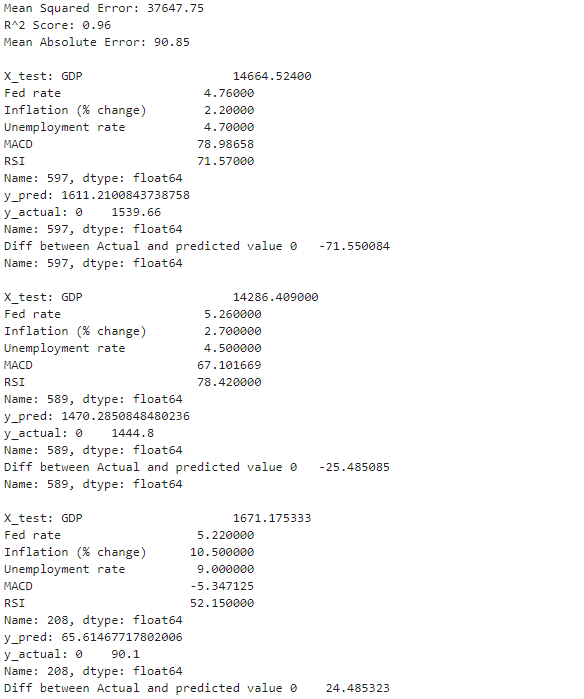 Mean Squared Error: 37647.75
R^2 Score: 0.96
Mean Absolute Error: 90.85
X_test: GDP 14664.52400
Fed rate 4.76000
Inflation (% change) 2.20000
Unemployment rate 4.70000
MACD 78.98658
RSI 71.57000
Name: 597, dtype: float64
y_pred: 1611.2100843738758
y_actual: 0 1539.66
Name: 597, dtype: float64
Diff between Actual and predicted value 0 -71.550084
Name: 597, dtype: float64
X_test: GDP 14286.409000
Fed rate 5.260000
Inflation (% change) 2.700000
Unemployment rate 4.500000
MACD 67.101669
RSI 78.420000
Name: 589, dtype: float64
y_pred: 1470.2850848480236
y_actual: 0 1444.8
Name: 589, dtype: float64
Diff between Actual and predicted value 0 -25.485085
Name: 589, dtype: float64
X_test: GDP 1671.175333
Fed rate 5.220000
Inflation (% change) 10.500000
Unemployment rate 9.000000
MACD -5.347125
RSI 52.150000
Name: 208, dtype: float64
y_pred: 65.61467717802006
y_actual: 0 90.1
Name: 208, dtype: float64
Diff between Actual and predicted value 0 24.485323